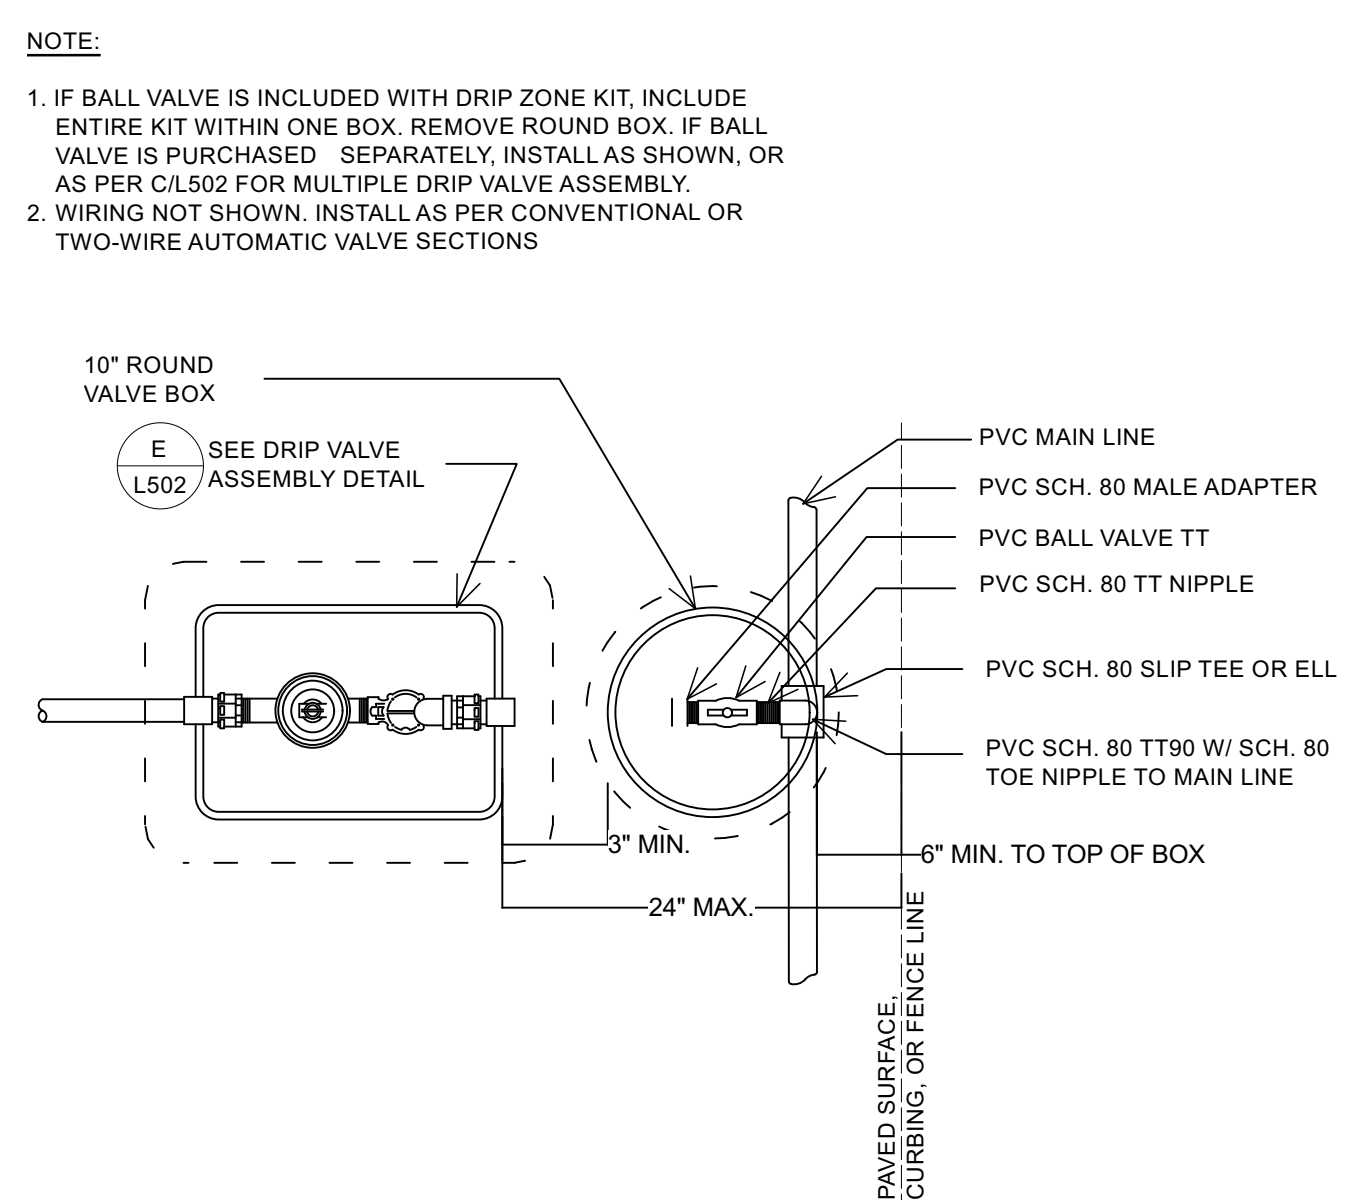 NOTE:
1. IF BALL VALVE IS INCLUDED WITH DRIP ZONE KIT, INCLUDE
ENTIRE KIT WITHIN ONE BOX. REMOVE ROUND BOX. IF BALL
VALVE IS PURCHASED SEPARATELY, INSTALL AS SHOWN, OR
AS PER C/L502 FOR MULTIPLE DRIP VALVE ASSEMBLY.
2. WIRING NOT SHOWN. INSTALL AS PER CONVENTIONAL OR
TWO-WIRE AUTOMATIC VALVE SECTIONS
10" ROUND
VALVE BOX
E
L502
SEE DRIP VALVE
ASSEMBLY DETAIL
PVC MAIN LINE
PVC SCH. 80 MALE ADAPTER
PVC BALL VALVE TT
PVC SCH. 80 TT NIPPLE
PVC SCH. 80 SLIP TEE OR ELL
PVC SCH. 80 TT90 W/ SCH. 80
TOE NIPPLE TO MAIN LINE
3" MIN.
6" MIN. TO TOP OF BOX
24" MAX.
PAVED SURFACE,
CURBING, OR FENCE LINE